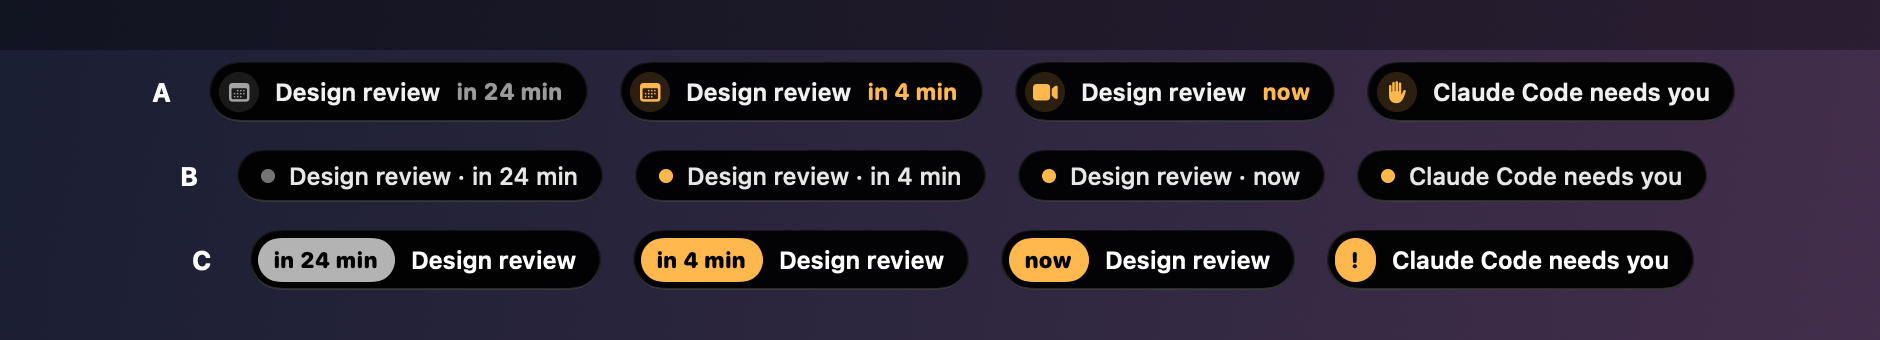 A Design review in 24 min Design review in 4 min Design review now Claude Code needs you
B Design review · in 24 min Design review · in 4 min Design review · now Claude Code needs you
C in 24 min Design review in 4 min Design review now Design review ! Claude Code needs you